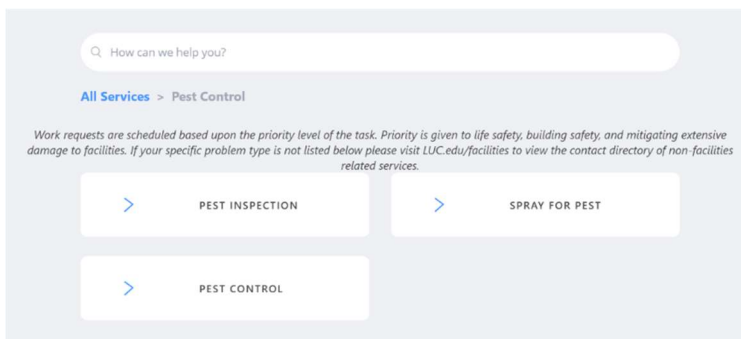 How can we help you?
All Services > Pest Control
Work requests are scheduled based upon the priority level of the task. Priority is given to life safety, building safety, and mitigating extensive
damage to facilities. If your specific problem type is not listed below please visit LUC.edu/facilities to view the contact directory of non-facilities
related services.
PEST INSPECTION
SPRAY FOR PEST
PEST CONTROL